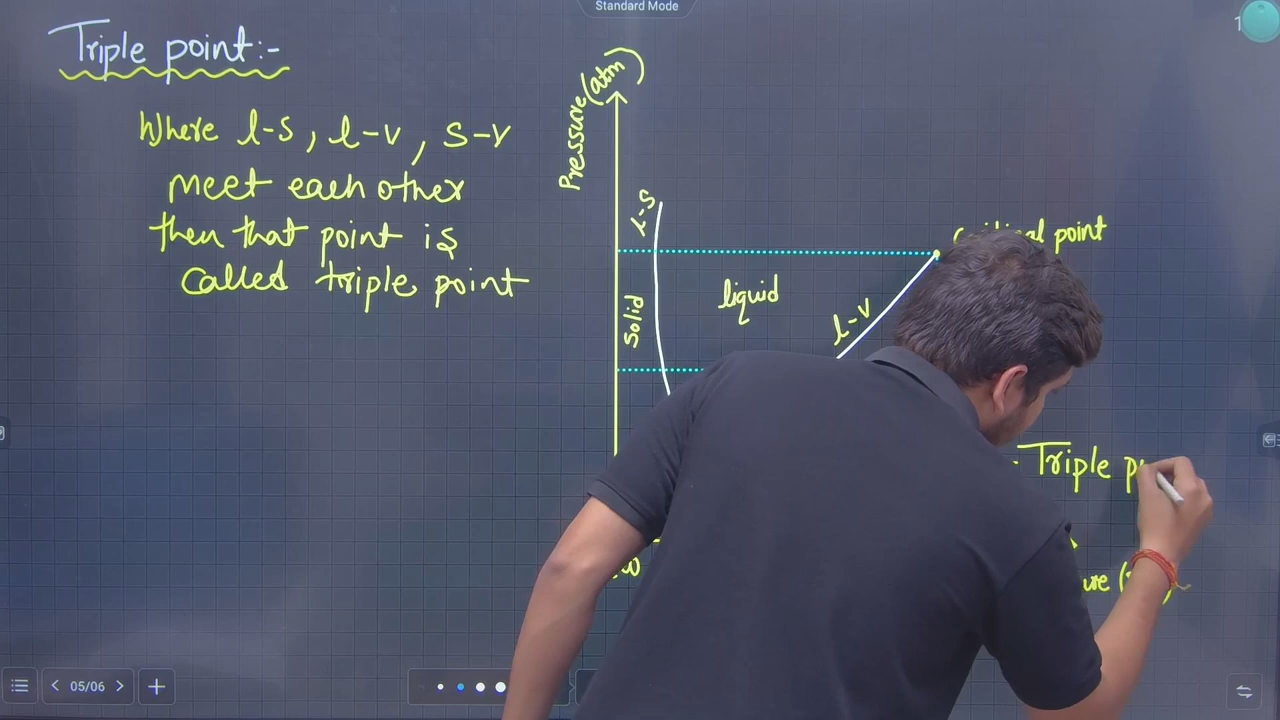 Standard Mode
Triple point:-
Where l-s, l-v, s-v
meet each other
then that point is
called triple point
Pressure (atm)
l-s
solid
liquid
l-v
point
Triple
05/06